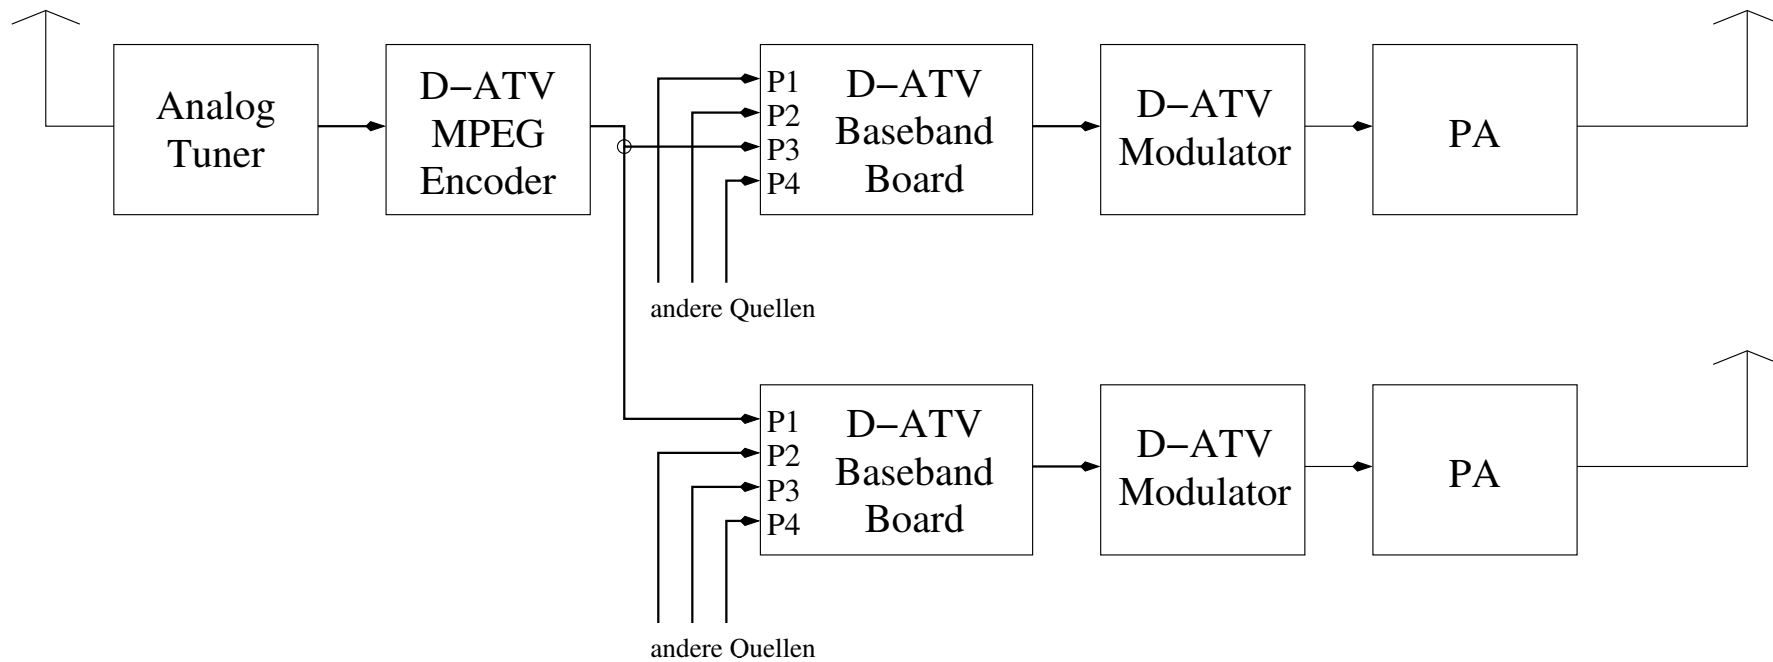 Analog
Tuner
D–ATV
MPEG
Encoder
P1
P2
P3
P4
D–ATV
Baseband
Board
D–ATV
Modulator
PA
andere Quellen
P1
P2
P3
P4
D–ATV
Baseband
Board
D–ATV
Modulator
PA
andere Quellen